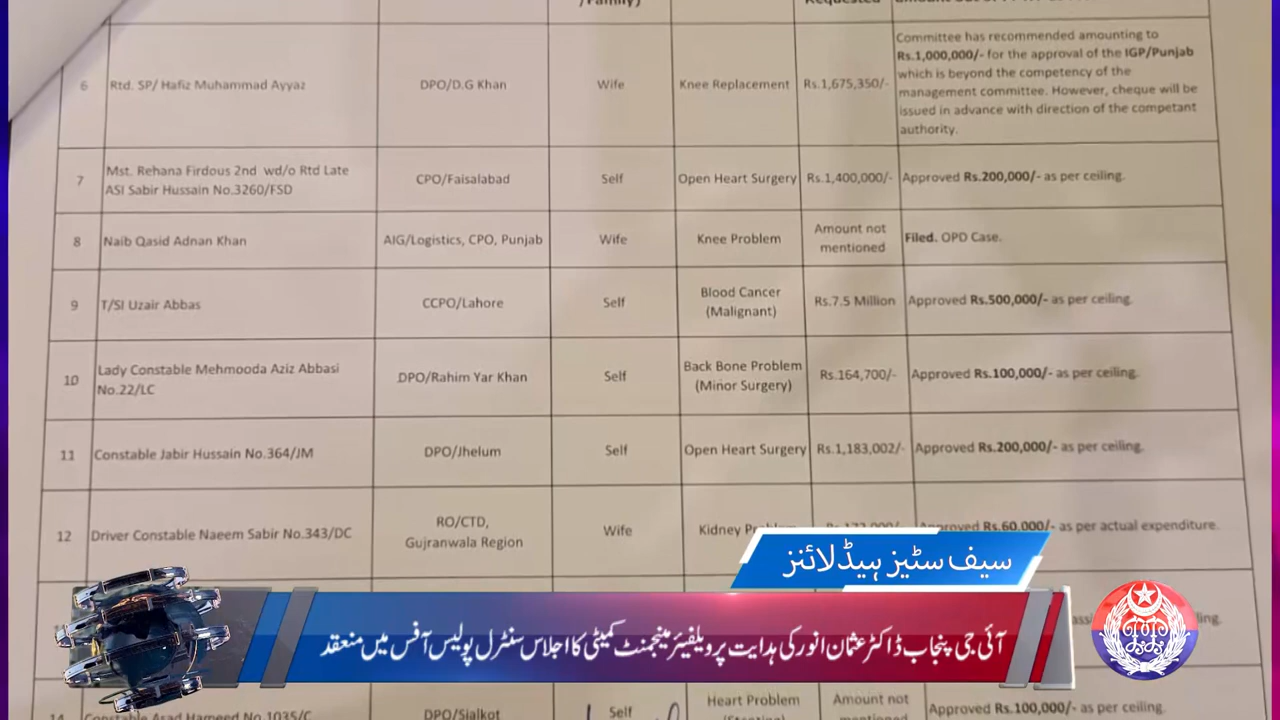 /Family)
Requested
6 Rtd. SP/ Hafiz Muhammad Ayyaz DPO/D.G Khan Wife Knee Replacement Rs.1,675,350/-
Committee has recommended amounting to
Rs.1,000,000/- for the approval of the IGP/Punjab
which is beyond the competency of the
management committee. However, cheque will be
issued in advance with direction of the competant
authority.
7 Mst. Rehana Firdous 2nd wd/o Rtd Late
ASI Sabir Hussain No.3260/FSD
CPO/Faisalabad Self Open Heart Surgery Rs.1,400,000/- Approved Rs.200,000/- as per ceiling.
8 Naib Qasid Adnan Khan AIG/Logistics, CPO, Punjab Wife Knee Problem
Amount not
mentioned
Filed. OPD Case.
9 T/SI Uzair Abbas CCPO/Lahore Self
Blood Cancer
(Malignant)
Rs.7.5 Million Approved Rs.500,000/- as per ceiling.
10 Lady Constable Mehmooda Aziz Abbasi
No.22/LC
DPO/Rahim Yar Khan Self
Back Bone Problem
(Minor Surgery)
Rs.164,700/- Approved Rs.100,000/- as per ceiling.
11 Constable Jabir Hussain No.364/JM DPO/Jhelum Self Open Heart Surgery Rs.1,183,002/- Approved Rs.200,000/- as per ceiling.
12 Driver Constable Naeem Sabir No.343/DC
RO/CTD,
Gujranwala Region
Wife Kidney Approved Rs.60,000/- as per actual expenditure.
سیف سٹیز ہیڈلائنز
آئی جی پنجاب ڈاکٹر عثمان انور کی ہدایت پر ویلفیئر مینجمنٹ کمیٹی کا اجلاس سنٹرل پولیس آفس میں منعقد
ceiling.
14 Constable Asad Hameed No.1035/C DPO/Sialkot Self
Heart Problem
Amount not
mentioned
Approved Rs.100,000/- as per ceiling.